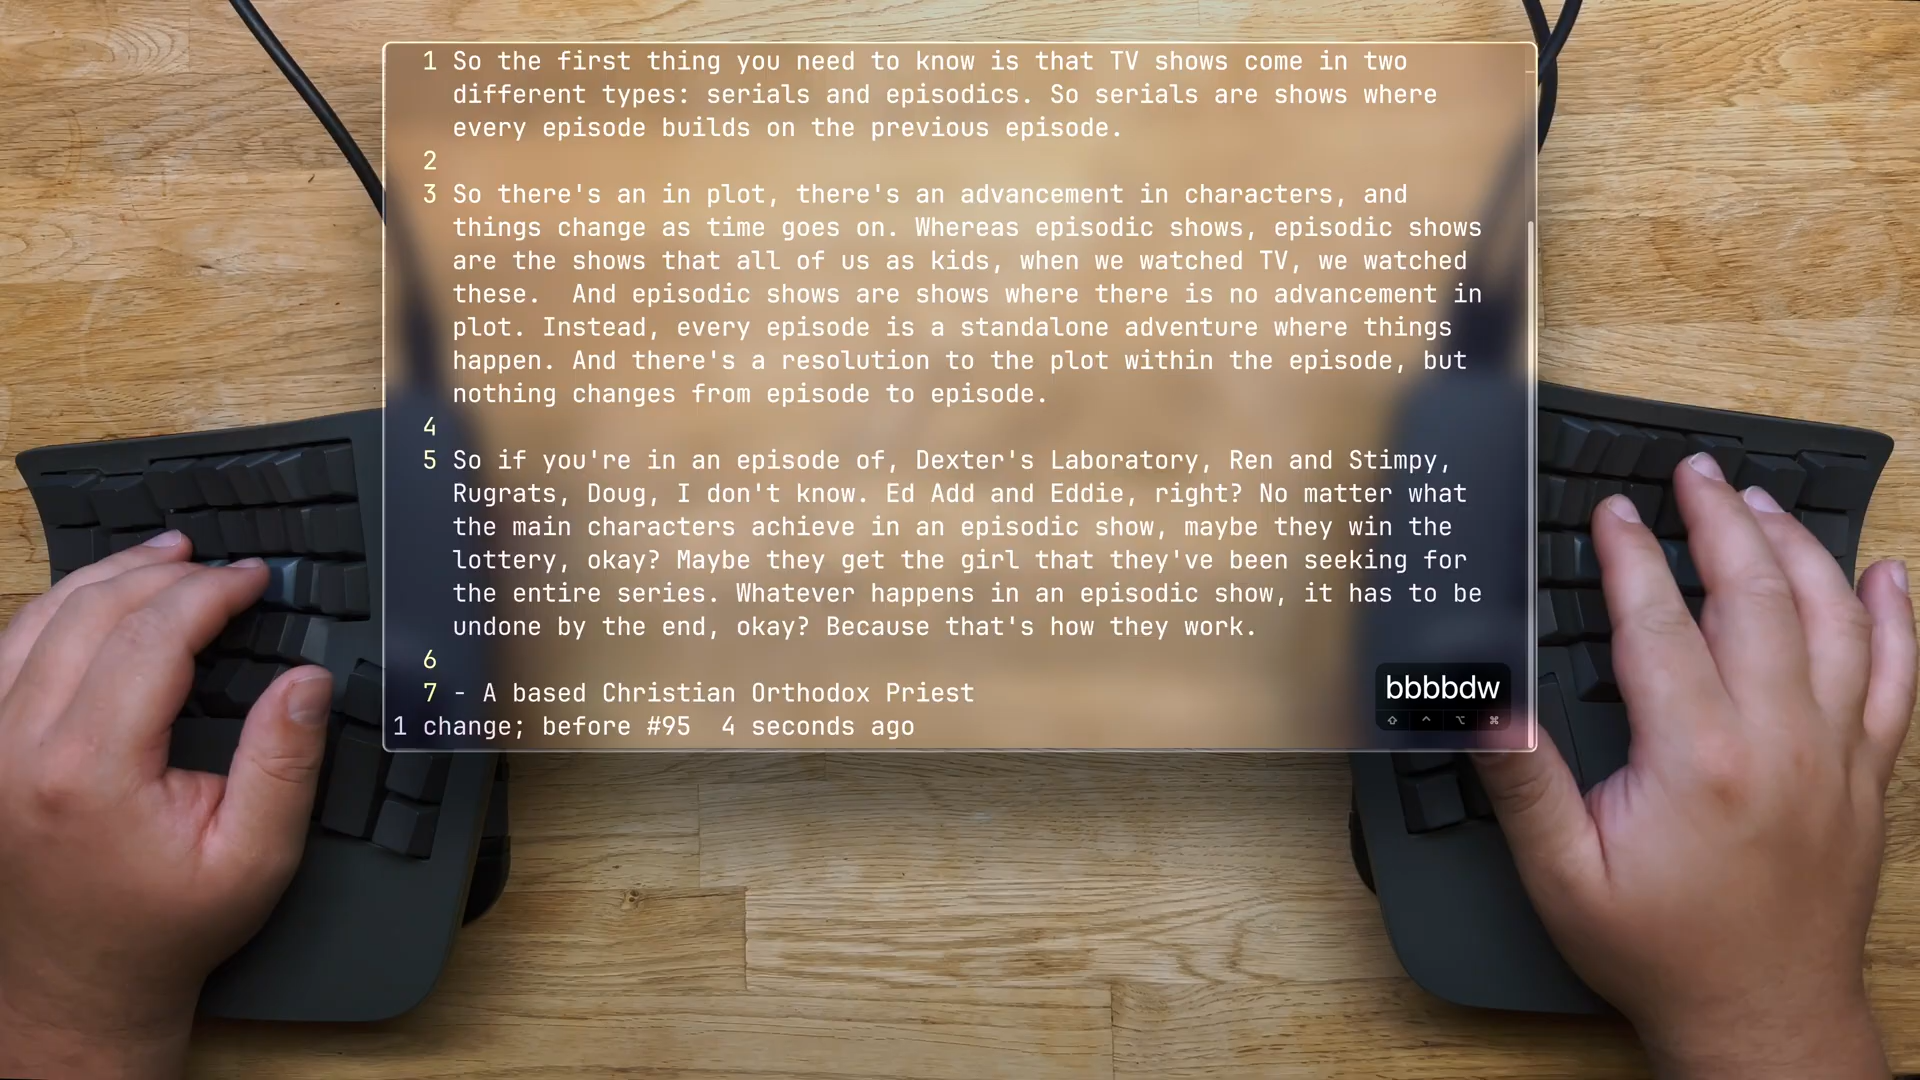 1 So the first thing you need to know is that TV shows come in two
different types: serials and episodics. So serials are shows where
every episode builds on the previous episode.
2
3 So there's an in plot, there's an advancement in characters, and
things change as time goes on. Whereas episodic shows, episodic shows
are the shows that all of us as kids, when we watched TV, we watched
these.  And episodic shows are shows where there is no advancement in
plot. Instead, every episode is a standalone adventure where things
happen. And there's a resolution to the plot within the episode, but
nothing changes from episode to episode.
4
5 So if you're in an episode of, Dexter's Laboratory, Ren and Stimpy,
Rugrats, Doug, I don't know. Ed Add and Eddie, right? No matter what
the main characters achieve in an episodic show, maybe they win the
lottery, okay? Maybe they get the girl that they've been seeking for
the entire series. Whatever happens in an episodic show, it has to be
undone by the end, okay? Because that's how they work.
6
7 - A based Christian Orthodox Priest
bbbbdw
⇧ ^ ⌥ ⌘
1 change; before #95  4 seconds ago